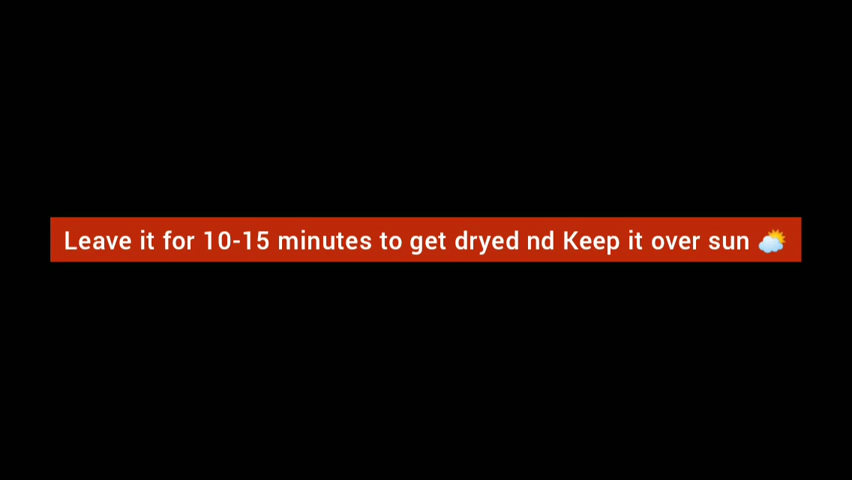 Leave it for 10-15 minutes to get dryed nd Keep it over sun 🌤️